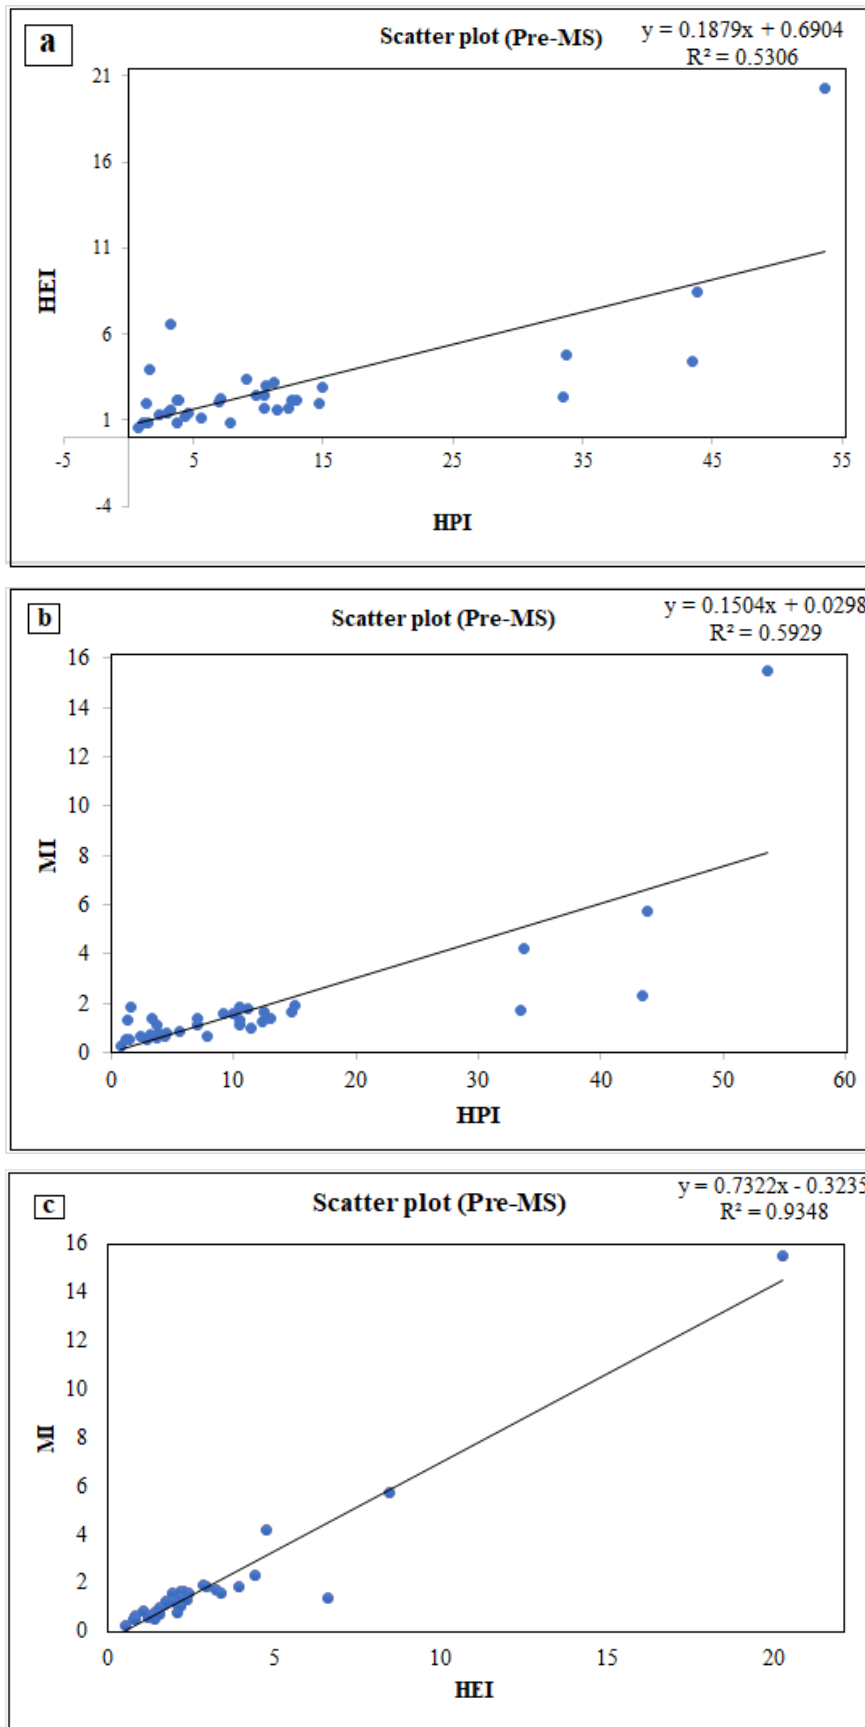 a
Scatter plot (Pre-MS)
y = 0.1879x + 0.6904
R² = 0.5306
21
16
11
6
1
-4
HEI
-5
5
15
25
35
45
55
HPI
b
Scatter plot (Pre-MS)
y = 0.1504x + 0.0298
R² = 0.5929
16
14
12
10
8
6
4
2
0
MI
0
10
20
30
40
50
60
HPI
c
Scatter plot (Pre-MS)
y = 0.7322x - 0.3235
R² = 0.9348
16
14
12
10
8
6
4
2
0
MI
0
5
10
15
20
HEI